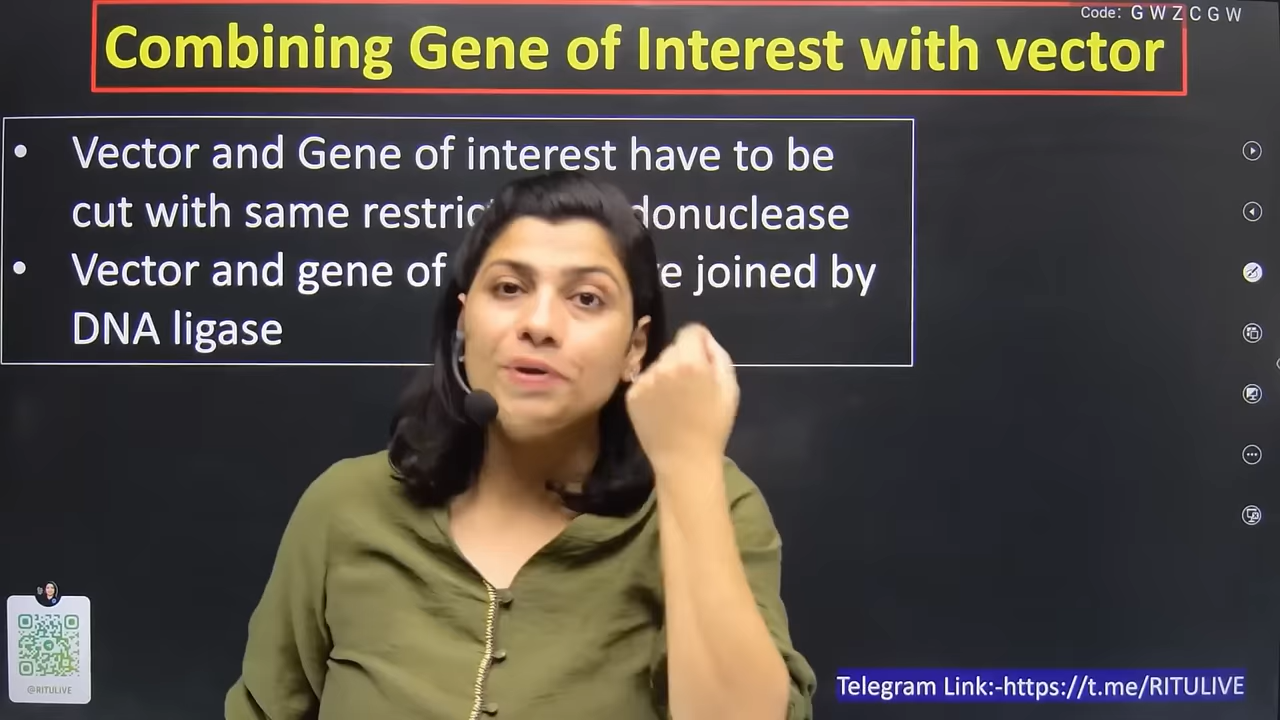 Code: G W Z C G W
Combining Gene of Interest with vector
• Vector and Gene of interest have to be
cut with same restric donuclease
• Vector and gene of re joined by
DNA ligase
@RITULIVE
Telegram Link:-https://t.me/RITULIVE